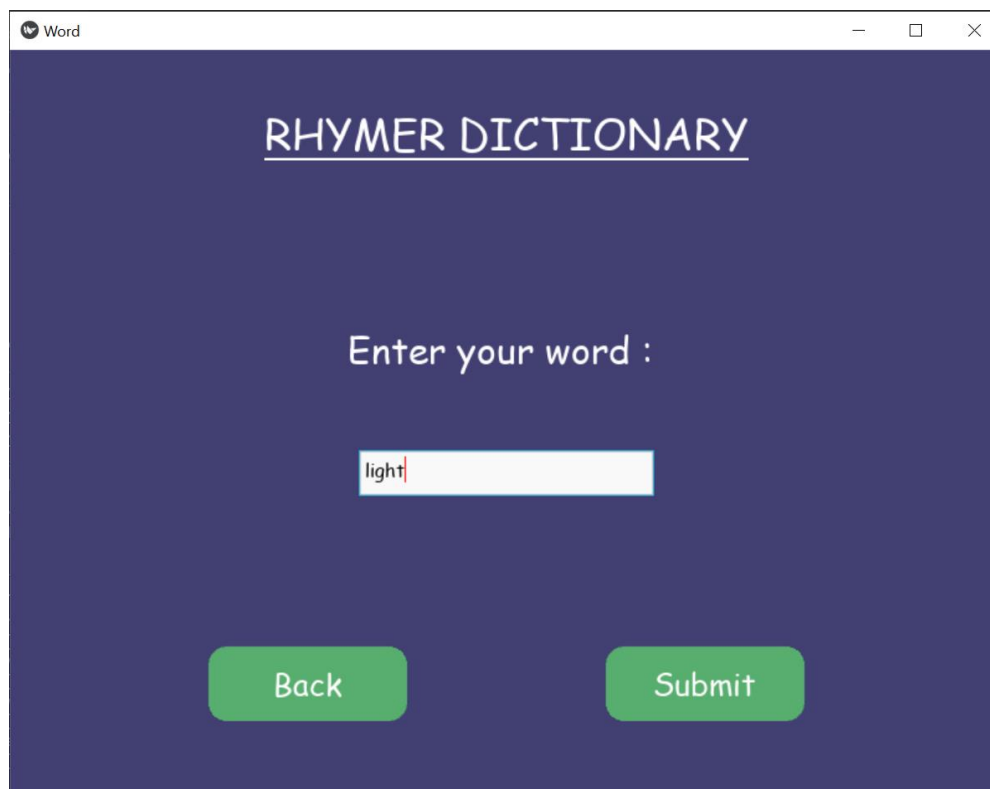 Word
RHYMER DICTIONARY
Enter your word :
light
Back Submit